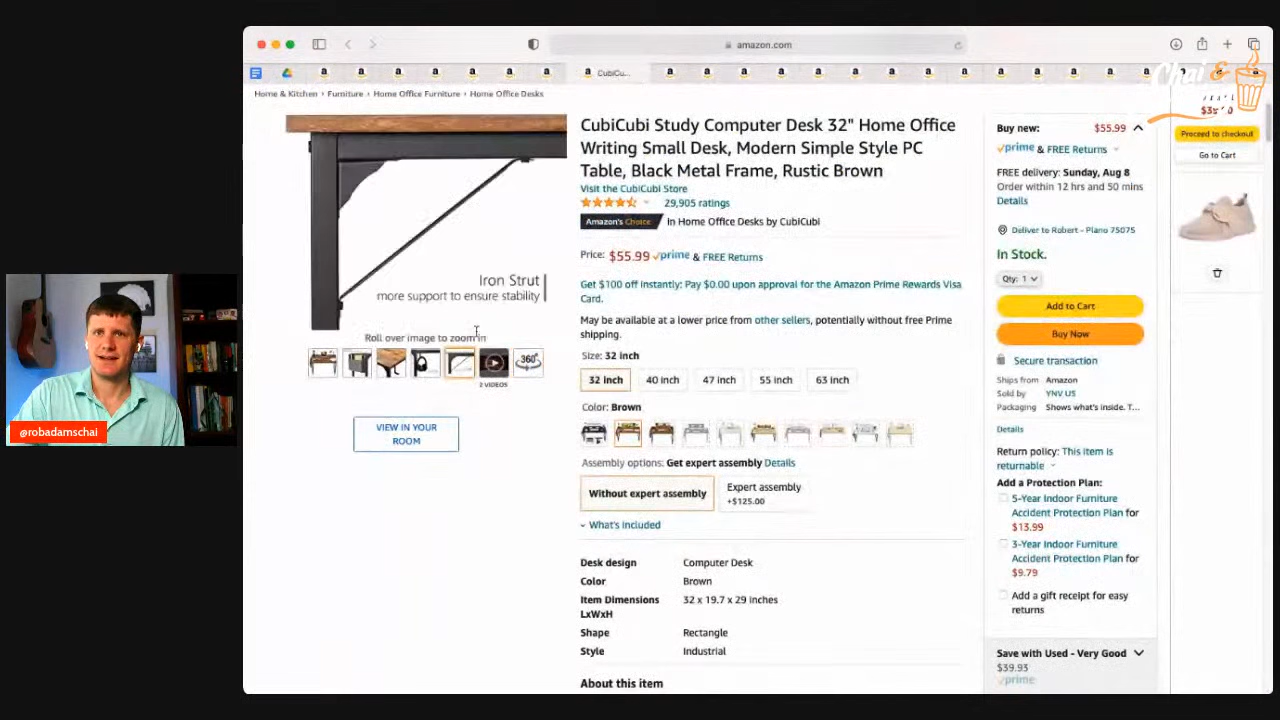 amazon.com
CubiCu...
Chai &
Home & Kitchen › Furniture › Home Office Furniture › Home Office Desks
Iron Strut
more support to ensure stability
Roll over image to zoom in
360°
2 VIDEOS
VIEW IN YOUR
ROOM
CubiCubi Study Computer Desk 32" Home Office
Writing Small Desk, Modern Simple Style PC
Table, Black Metal Frame, Rustic Brown
Visit the CubiCubi Store
29,905 ratings
Amazon's Choice In Home Office Desks by CubiCubi
Price: $55.99 prime & FREE Returns
Get $100 off instantly: Pay $0.00 upon approval for the Amazon Prime Rewards Visa
Card.
May be available at a lower price from other sellers, potentially without free Prime
shipping.
Size: 32 inch
32 inch 40 inch 47 inch 55 inch 63 inch
Color: Brown
Assembly options: Get expert assembly Details
Without expert assembly
Expert assembly
+$125.00
What's included
Desk design Computer Desk
Color Brown
Item Dimensions 32 x 19.7 x 29 inches
LxWxH
Shape Rectangle
Style Industrial
About this item
Buy new: $55.99
prime & FREE Returns
FREE delivery: Sunday, Aug 8
Order within 12 hrs and 50 mins
Details
Deliver to Robert - Plano 75075
In Stock.
Qty: 1
Add to Cart
Buy Now
Secure transaction
Ships from Amazon
Sold by YNV US
Packaging Shows what's inside. T...
Details
Return policy: This item is
returnable
Add a Protection Plan:
5-Year Indoor Furniture
Accident Protection Plan for
$13.99
3-Year Indoor Furniture
Accident Protection Plan for
$9.79
Add a gift receipt for easy
returns
Save with Used - Very Good
$39.93
prime
Proceed to checkout
Go to Cart
@robadamschai